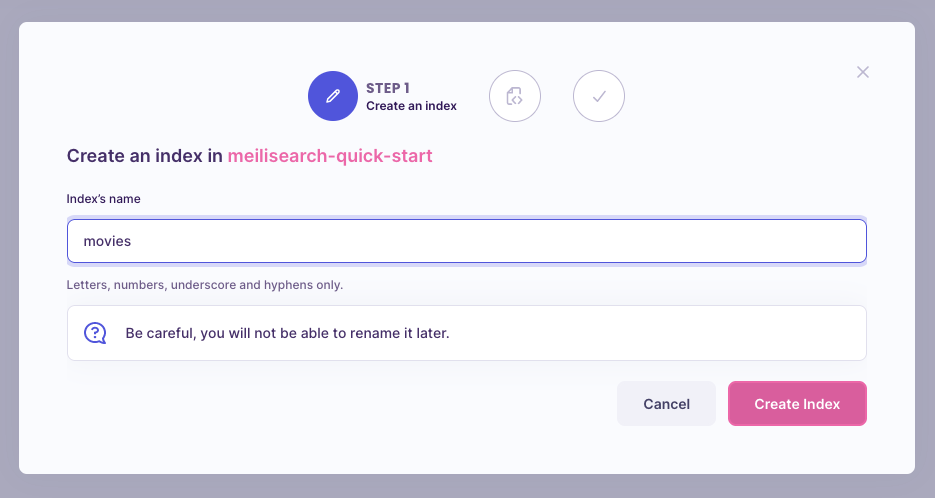 STEP 1
Create an index
Create an index in meilisearch-quick-start
Index’s name
movies
Letters, numbers, underscore and hyphens only.
Be careful, you will not be able to rename it later.
Cancel
Create Index